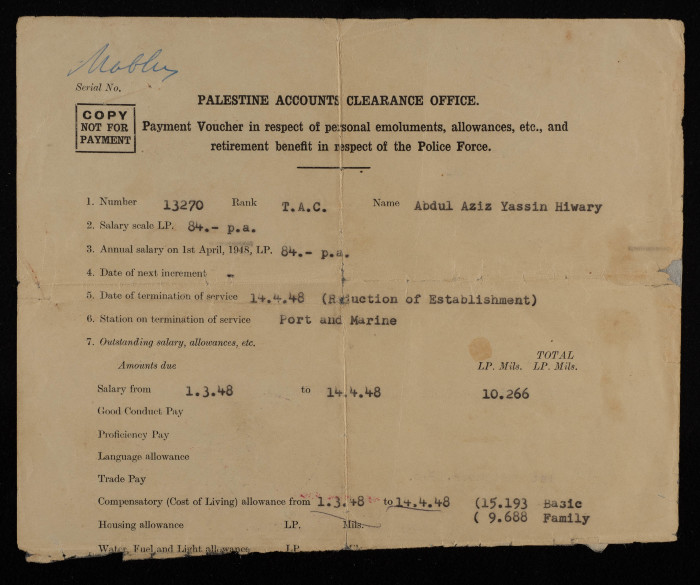 Serial No.
PALESTINE ACCOUNTS CLEARANCE OFFICE.
COPY
NOT FOR
PAYMENT
Payment Voucher in respect of personal emoluments, allowances, etc., and
retirement benefit in respect of the Police Force.
1. Number 13270 Rank T.A.C. Name Abdul Aziz Yassin Hiwary
2. Salary scale LP. 84.- p.a.
3. Annual salary on 1st April, 1948, LP. 84.- p.a.
4. Date of next increment -
5. Date of termination of service 14.4.48 (Reduction of Establishment)
6. Station on termination of service Port and Marine
7. Outstanding salary, allowances, etc.
TOTAL
Amounts due LP. Mils. LP. Mils.
Salary from 1.3.48 to 14.4.48 10.266
Good Conduct Pay
Proficiency Pay
Language allowance
Trade Pay
Compensatory (Cost of Living) allowance from 1.3.48 to 14.4.48 (15.193 Basic
Housing allowance LP. Mils. ( 9.688 Family
Water, Fuel and Light allowance LP.